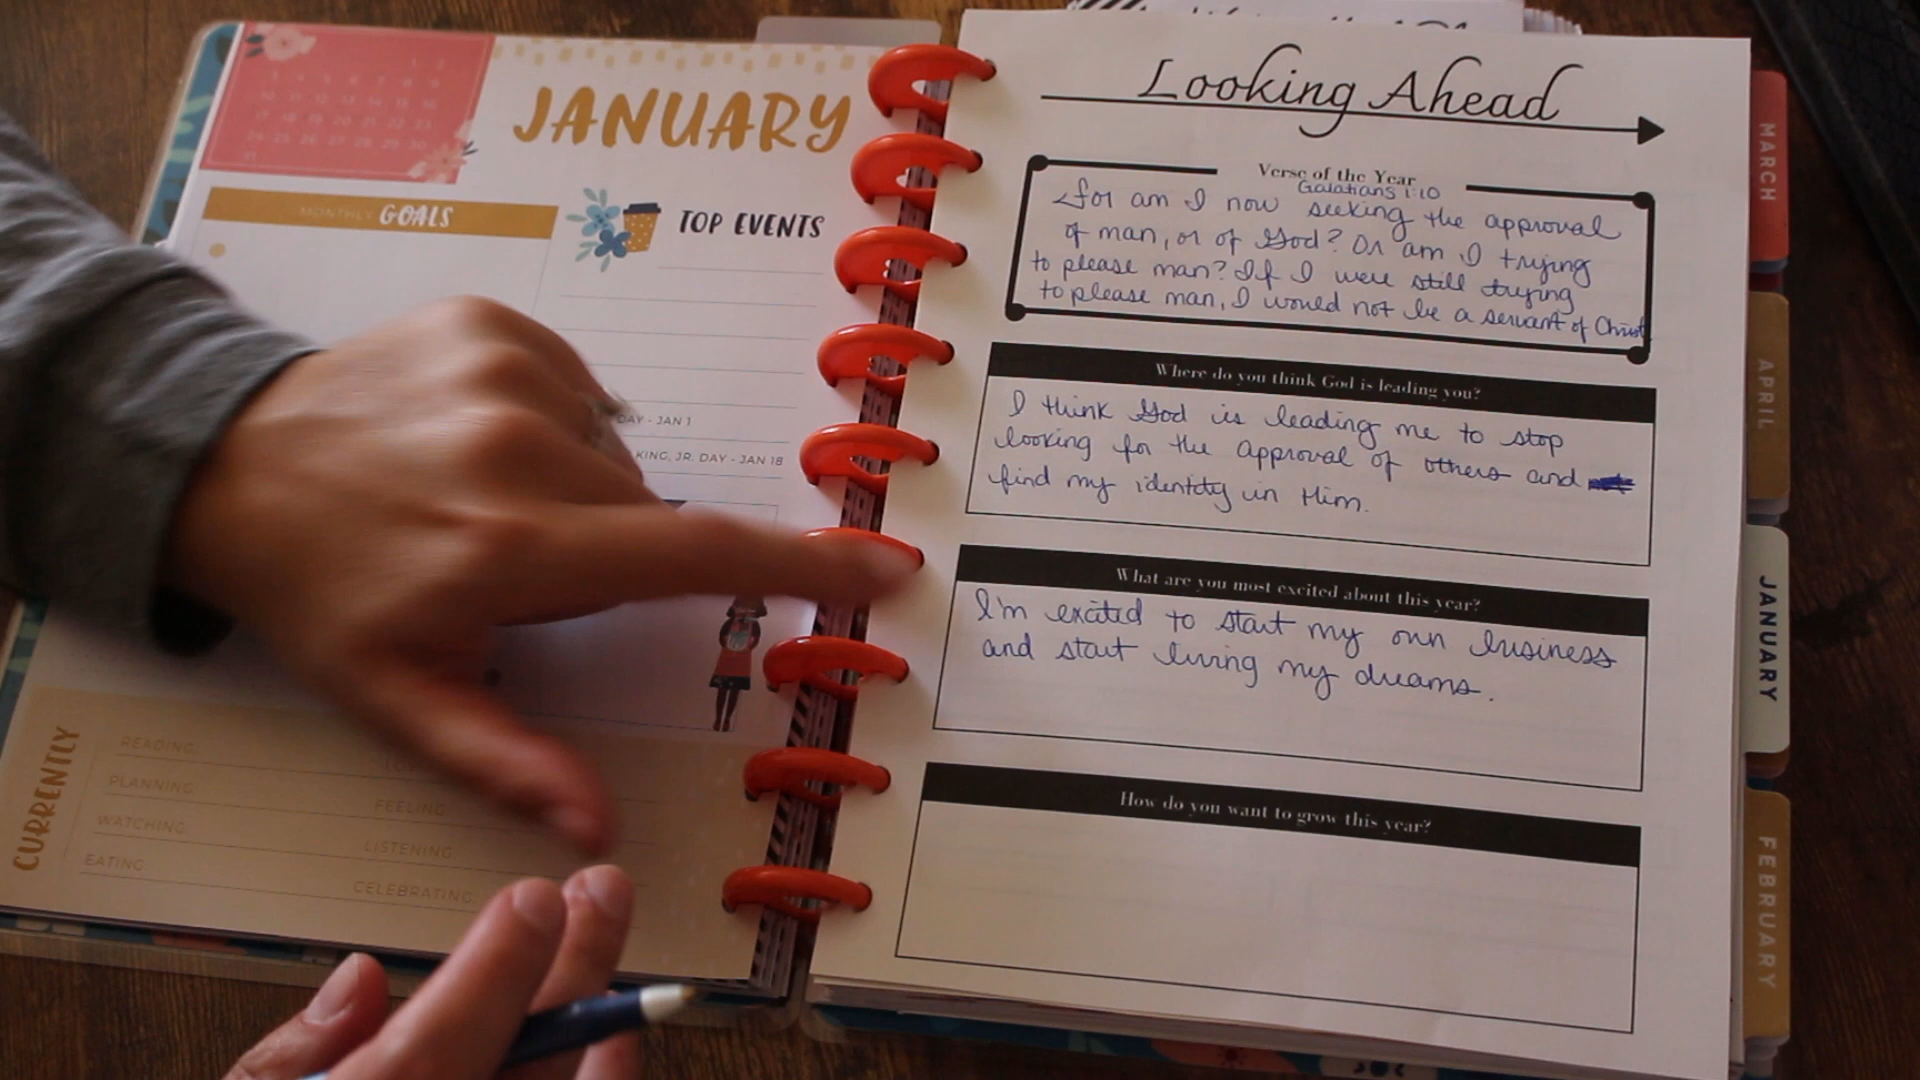 JANUARY
MONTHLY GOALS
TOP EVENTS
DAY - JAN 1
KING, JR. DAY - JAN 18
CURRENTLY
READING:
PLANNING:
FEELING:
WATCHING:
LISTENING:
EATING:
CELEBRATING:
Looking Ahead
Verse of the Year
Galatians 1:10
For am I now seeking the approval
of man, or of God? Or am I trying
to please man? If I were still trying
to please man, I would not be a servant of Christ
Where do you think God is leading you?
I think God is leading me to stop
looking for the approval of others and
find my identity in Him.
What are you most excited about this year?
I'm excited to start my own business
and start living my dreams.
How do you want to grow this year?
MARCH
APRIL
JANUARY
FEBRUARY